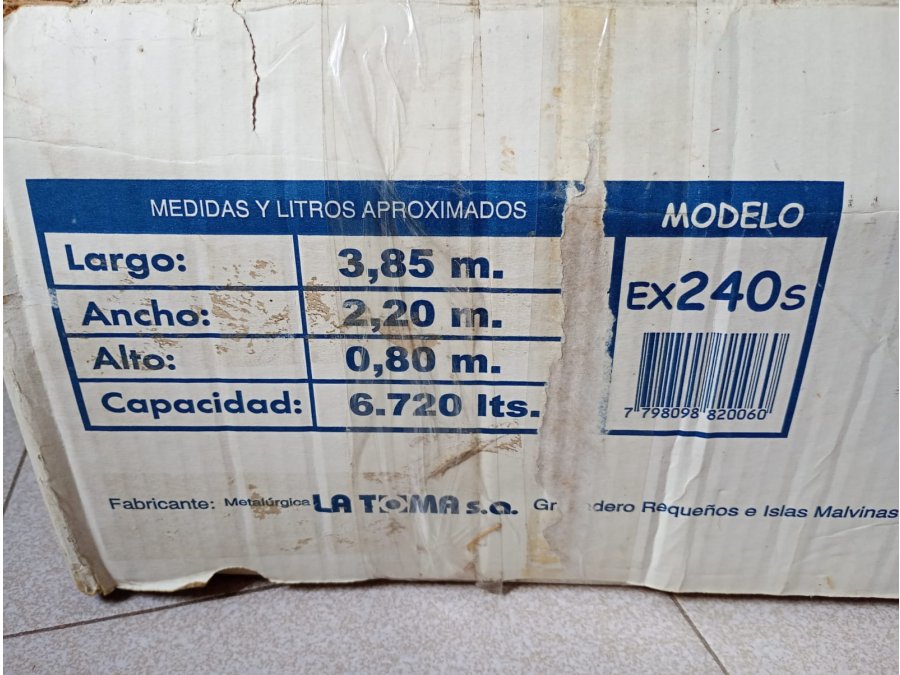 MEDIDAS Y LITROS APROXIMADOS
Largo: 3,85 m.
Ancho: 2,20 m.
Alto: 0,80 m.
Capacidad: 6.720 lts.
MODELO
EX240S
7 798098 820060
Fabricante: Metalúrgica LA TOMA s.a. Requeños e Islas Malvinas